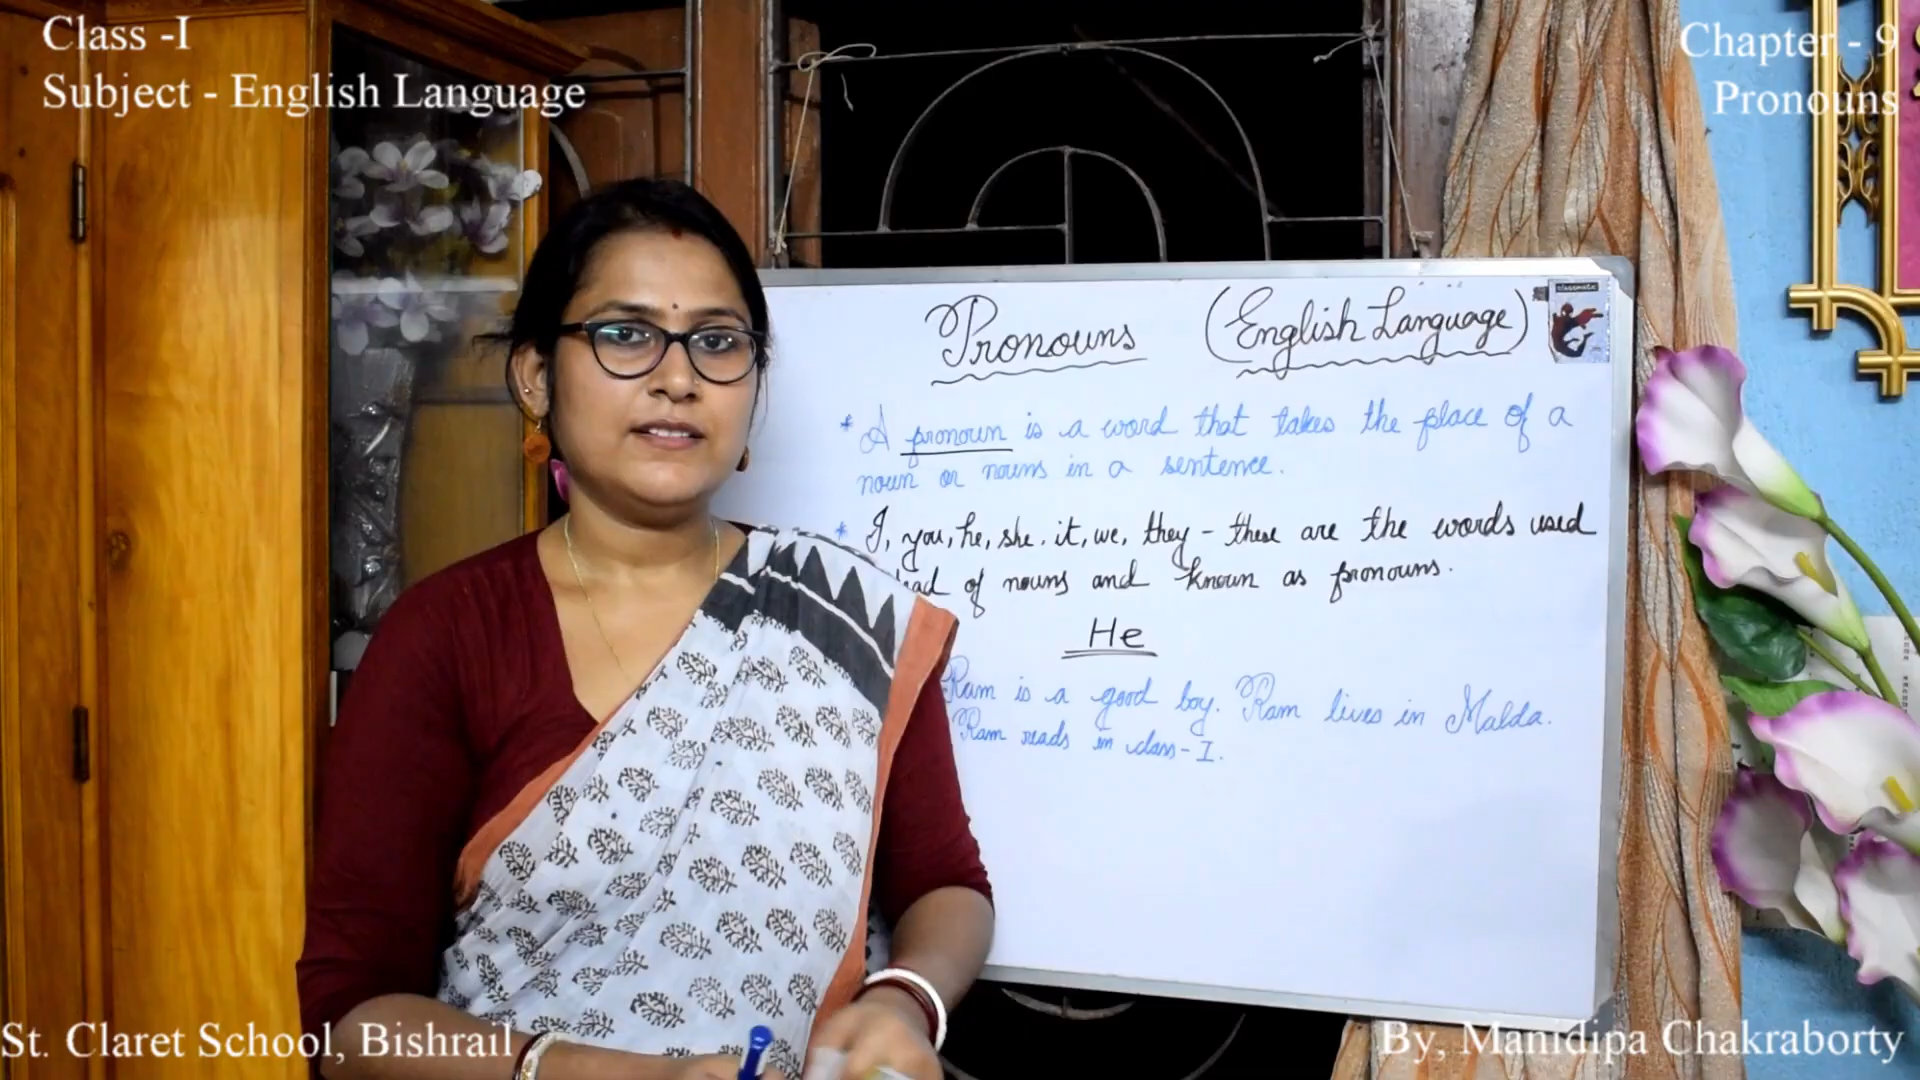 Class -I
Subject - English Language
Chapter - 9
Pronouns
Pronouns (English Language)
classmate
* A pronoun is a word that takes the place of a
noun or nouns in a sentence.
* I, you, he, she. it, we, they - these are the words used
of nouns and known as pronouns.
He
Ram is a good boy. Ram lives in Malda.
Ram reads in class-I.
St. Claret School, Bishrail
By, Manidipa Chakraborty